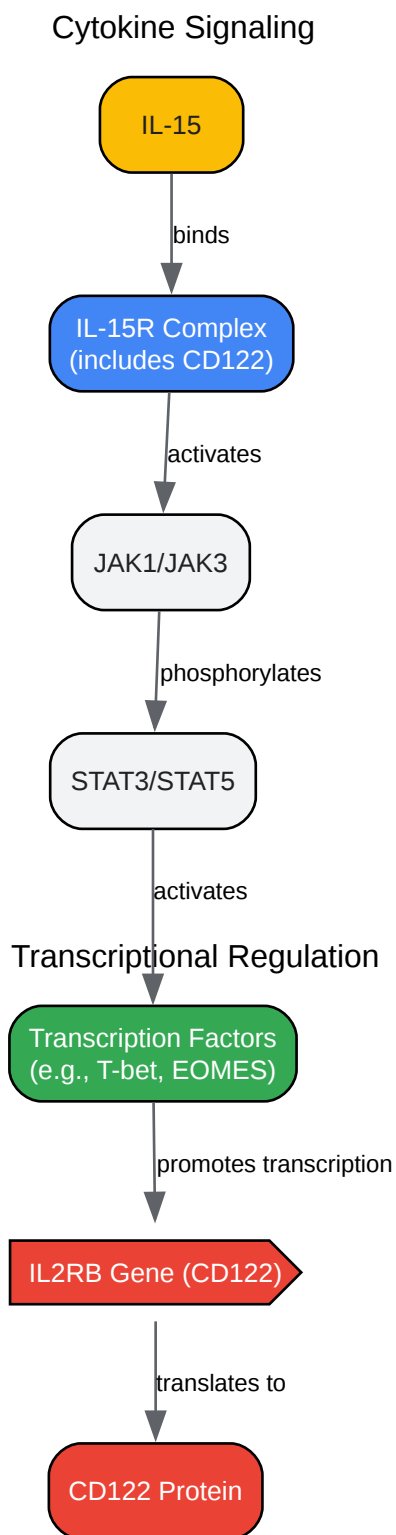 Cytokine Signaling
IL-15
binds
IL-15R Complex
(includes CD122)
activates
JAK1/JAK3
phosphorylates
STAT3/STAT5
activates
Transcriptional Regulation
Transcription Factors
(e.g., T-bet, EOMES)
promotes transcription
IL2RB Gene (CD122)
translates to
CD122 Protein